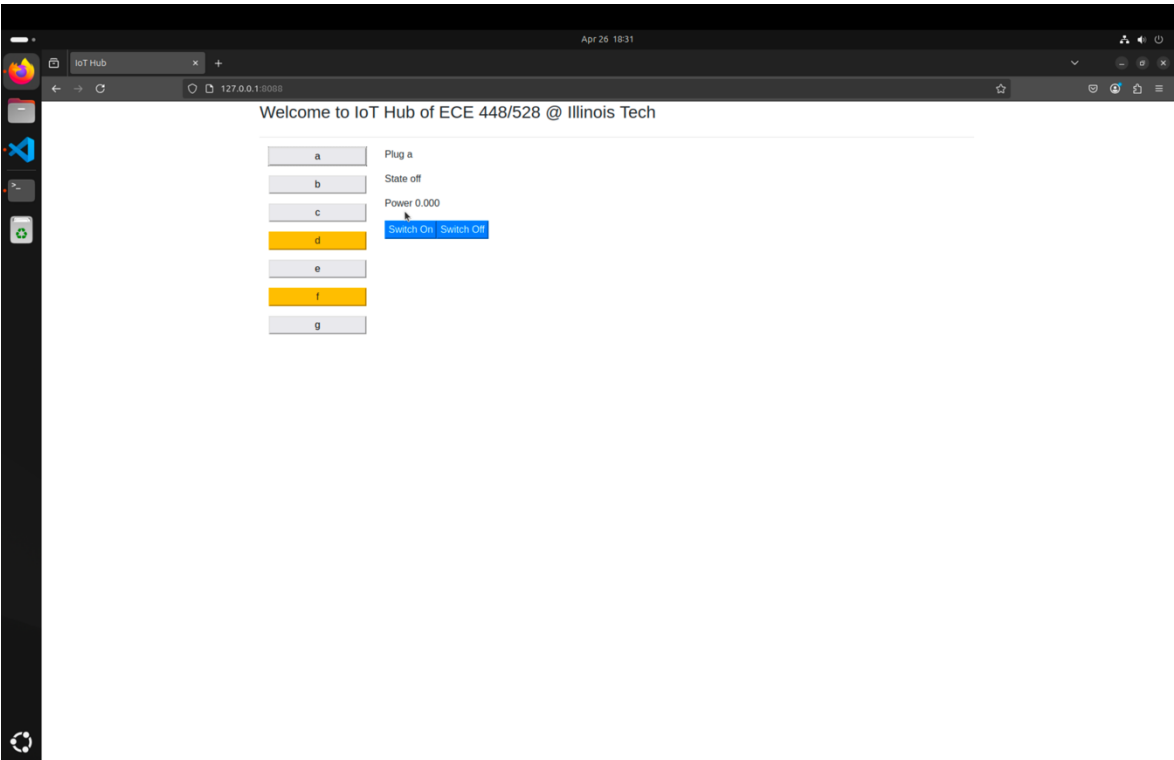 Apr 26 18:31
IoT Hub
127.0.0.1:8088
Welcome to IoT Hub of ECE 448/528 @ Illinois Tech
a
b
c
d
e
f
g
Plug a
State off
Power 0.000
Switch On Switch Off